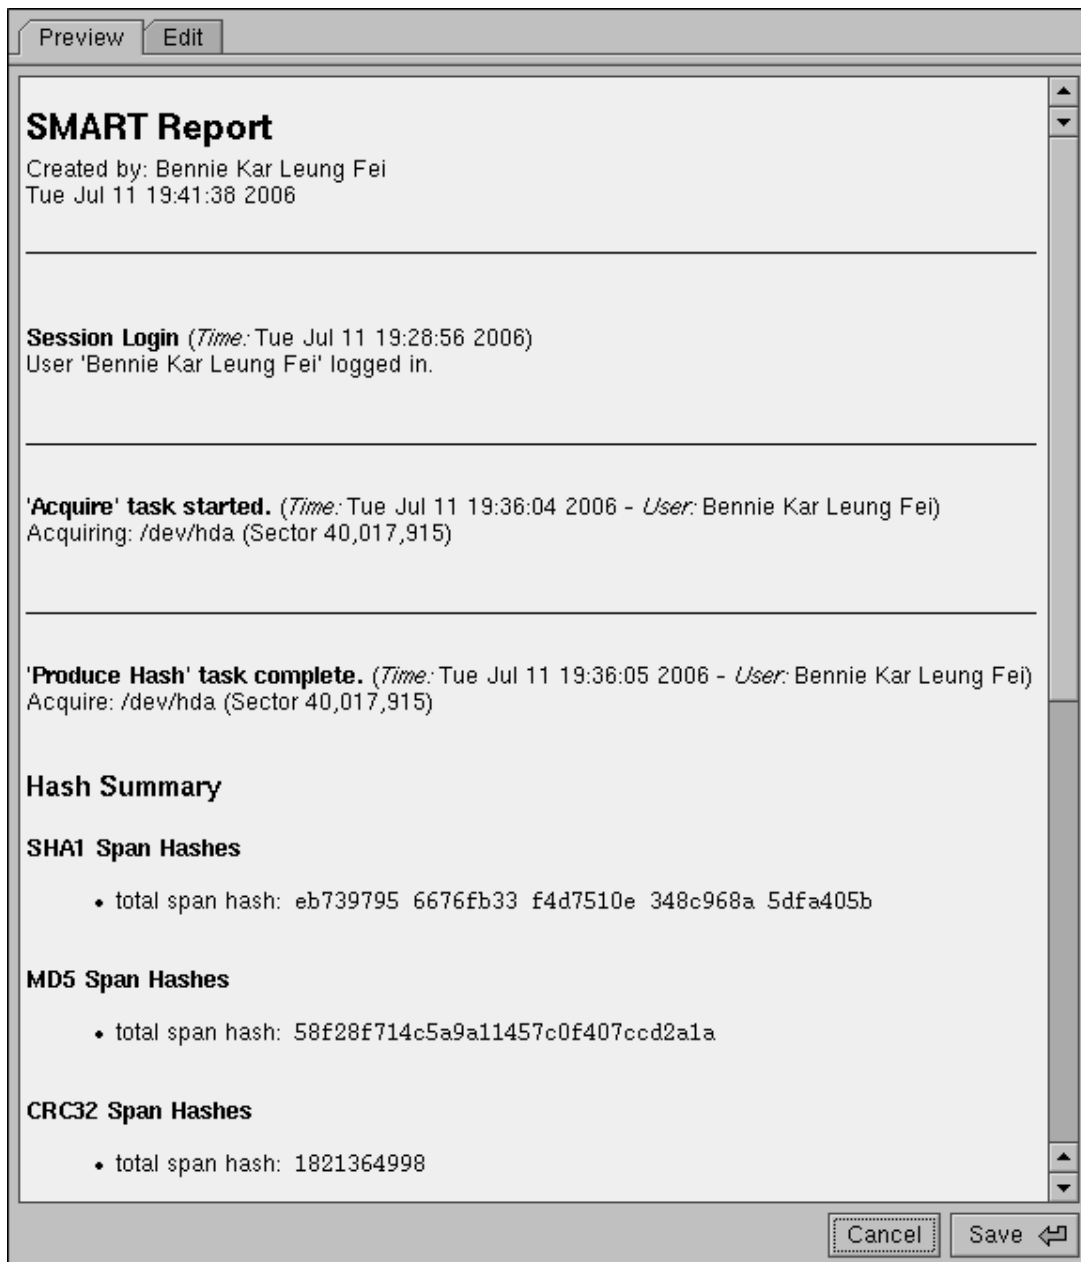 Preview Edit
SMART Report
Created by: Bennie Kar Leung Fei
Tue Jul 11 19:41:38 2006
Session Login (Time: Tue Jul 11 19:28:56 2006)
User 'Bennie Kar Leung Fei' logged in.
'Acquire' task started. (Time: Tue Jul 11 19:36:04 2006 - User: Bennie Kar Leung Fei)
Acquiring: /dev/hda (Sector 40,017,915)
'Produce Hash' task complete. (Time: Tue Jul 11 19:36:05 2006 - User: Bennie Kar Leung Fei)
Acquire: /dev/hda (Sector 40,017,915)
Hash Summary
SHA1 Span Hashes
• total span hash: eb739795 6676fb33 f4d7510e 348c968a 5dfa405b
MD5 Span Hashes
• total span hash: 58f28f714c5a9a11457c0f407ccd2a1a
CRC32 Span Hashes
• total span hash: 1821364998
Cancel Save